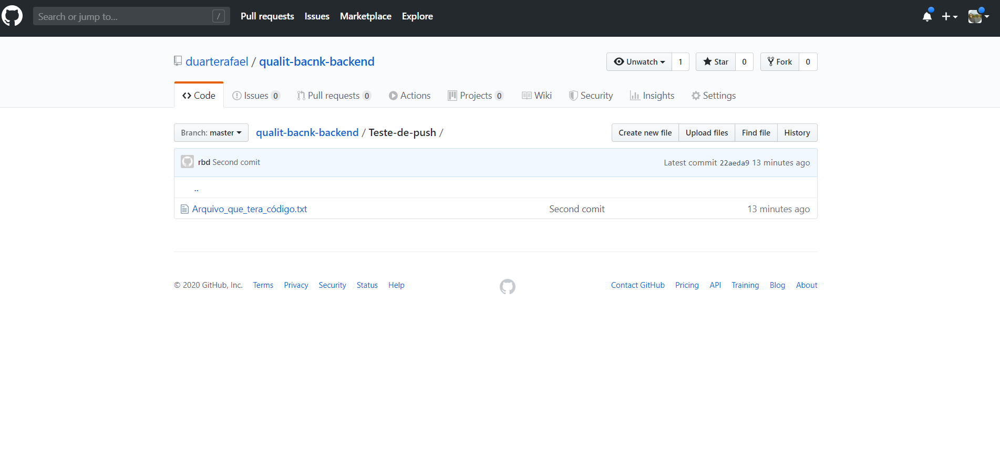 Search or jump to... /
Pull requests Issues Marketplace Explore
duarterafael / qualit-bacnk-backend
Unwatch 1 Star 0 Fork 0
Code Issues 0 Pull requests 0 Actions Projects 0 Wiki Security Insights Settings
Branch: master qualit-bacnk-backend / Teste-de-push /
Create new file Upload files Find file History
rbd Second comit Latest commit 22aeda9 13 minutes ago
..
Arquivo_que_tera_código.txt Second comit 13 minutes ago
© 2020 GitHub, Inc. Terms Privacy Security Status Help Contact GitHub Pricing API Training Blog About